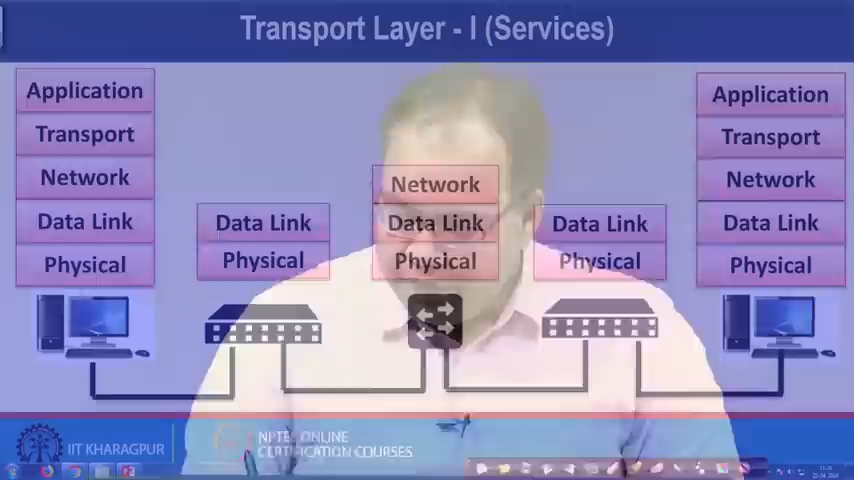 Transport Layer - I (Services)
Application
Transport
Network
Data Link
Physical
Data Link
Physical
Network
Data Link
Physical
Data Link
Physical
Application
Transport
Network
Data Link
Physical
IIT KHARAGPUR
NPTEL ONLINE
CERTIFICATION COURSES